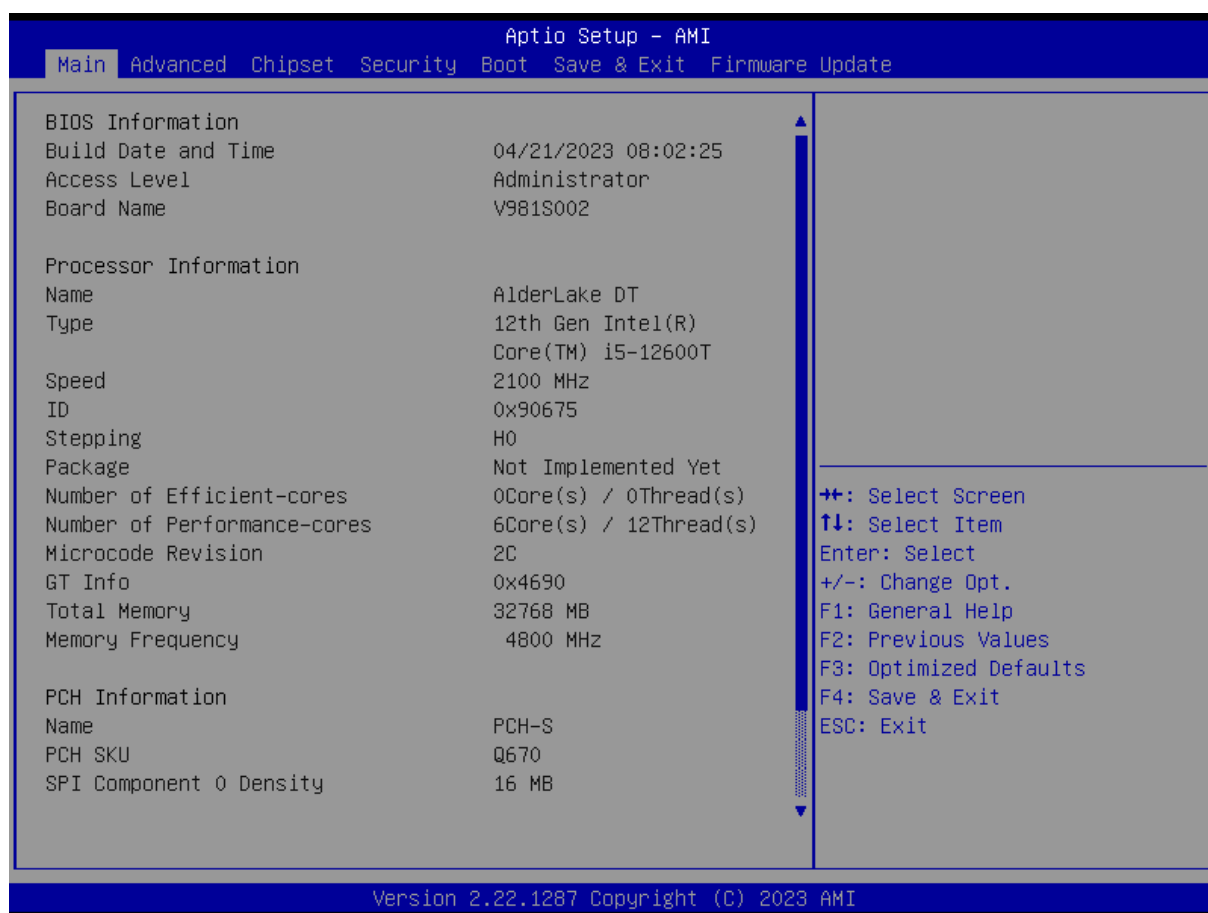 Aptio Setup – AMI
Main Advanced Chipset Security Boot Save & Exit Firmware Update
BIOS Information
Build Date and Time 04/21/2023 08:02:25
Access Level Administrator
Board Name V981S002
Processor Information
Name AlderLake DT
Type 12th Gen Intel(R)
Core(TM) i5-12600T
Speed 2100 MHz
ID 0x90675
Stepping H0
Package Not Implemented Yet
Number of Efficient-cores 0Core(s) / 0Thread(s)
Number of Performance-cores 6Core(s) / 12Thread(s)
Microcode Revision 2C
GT Info 0x4690
Total Memory 32768 MB
Memory Frequency 4800 MHz
PCH Information
Name PCH-S
PCH SKU Q670
SPI Component 0 Density 16 MB
→←: Select Screen
↑↓: Select Item
Enter: Select
+/-: Change Opt.
F1: General Help
F2: Previous Values
F3: Optimized Defaults
F4: Save & Exit
ESC: Exit
Version 2.22.1287 Copyright (C) 2023 AMI